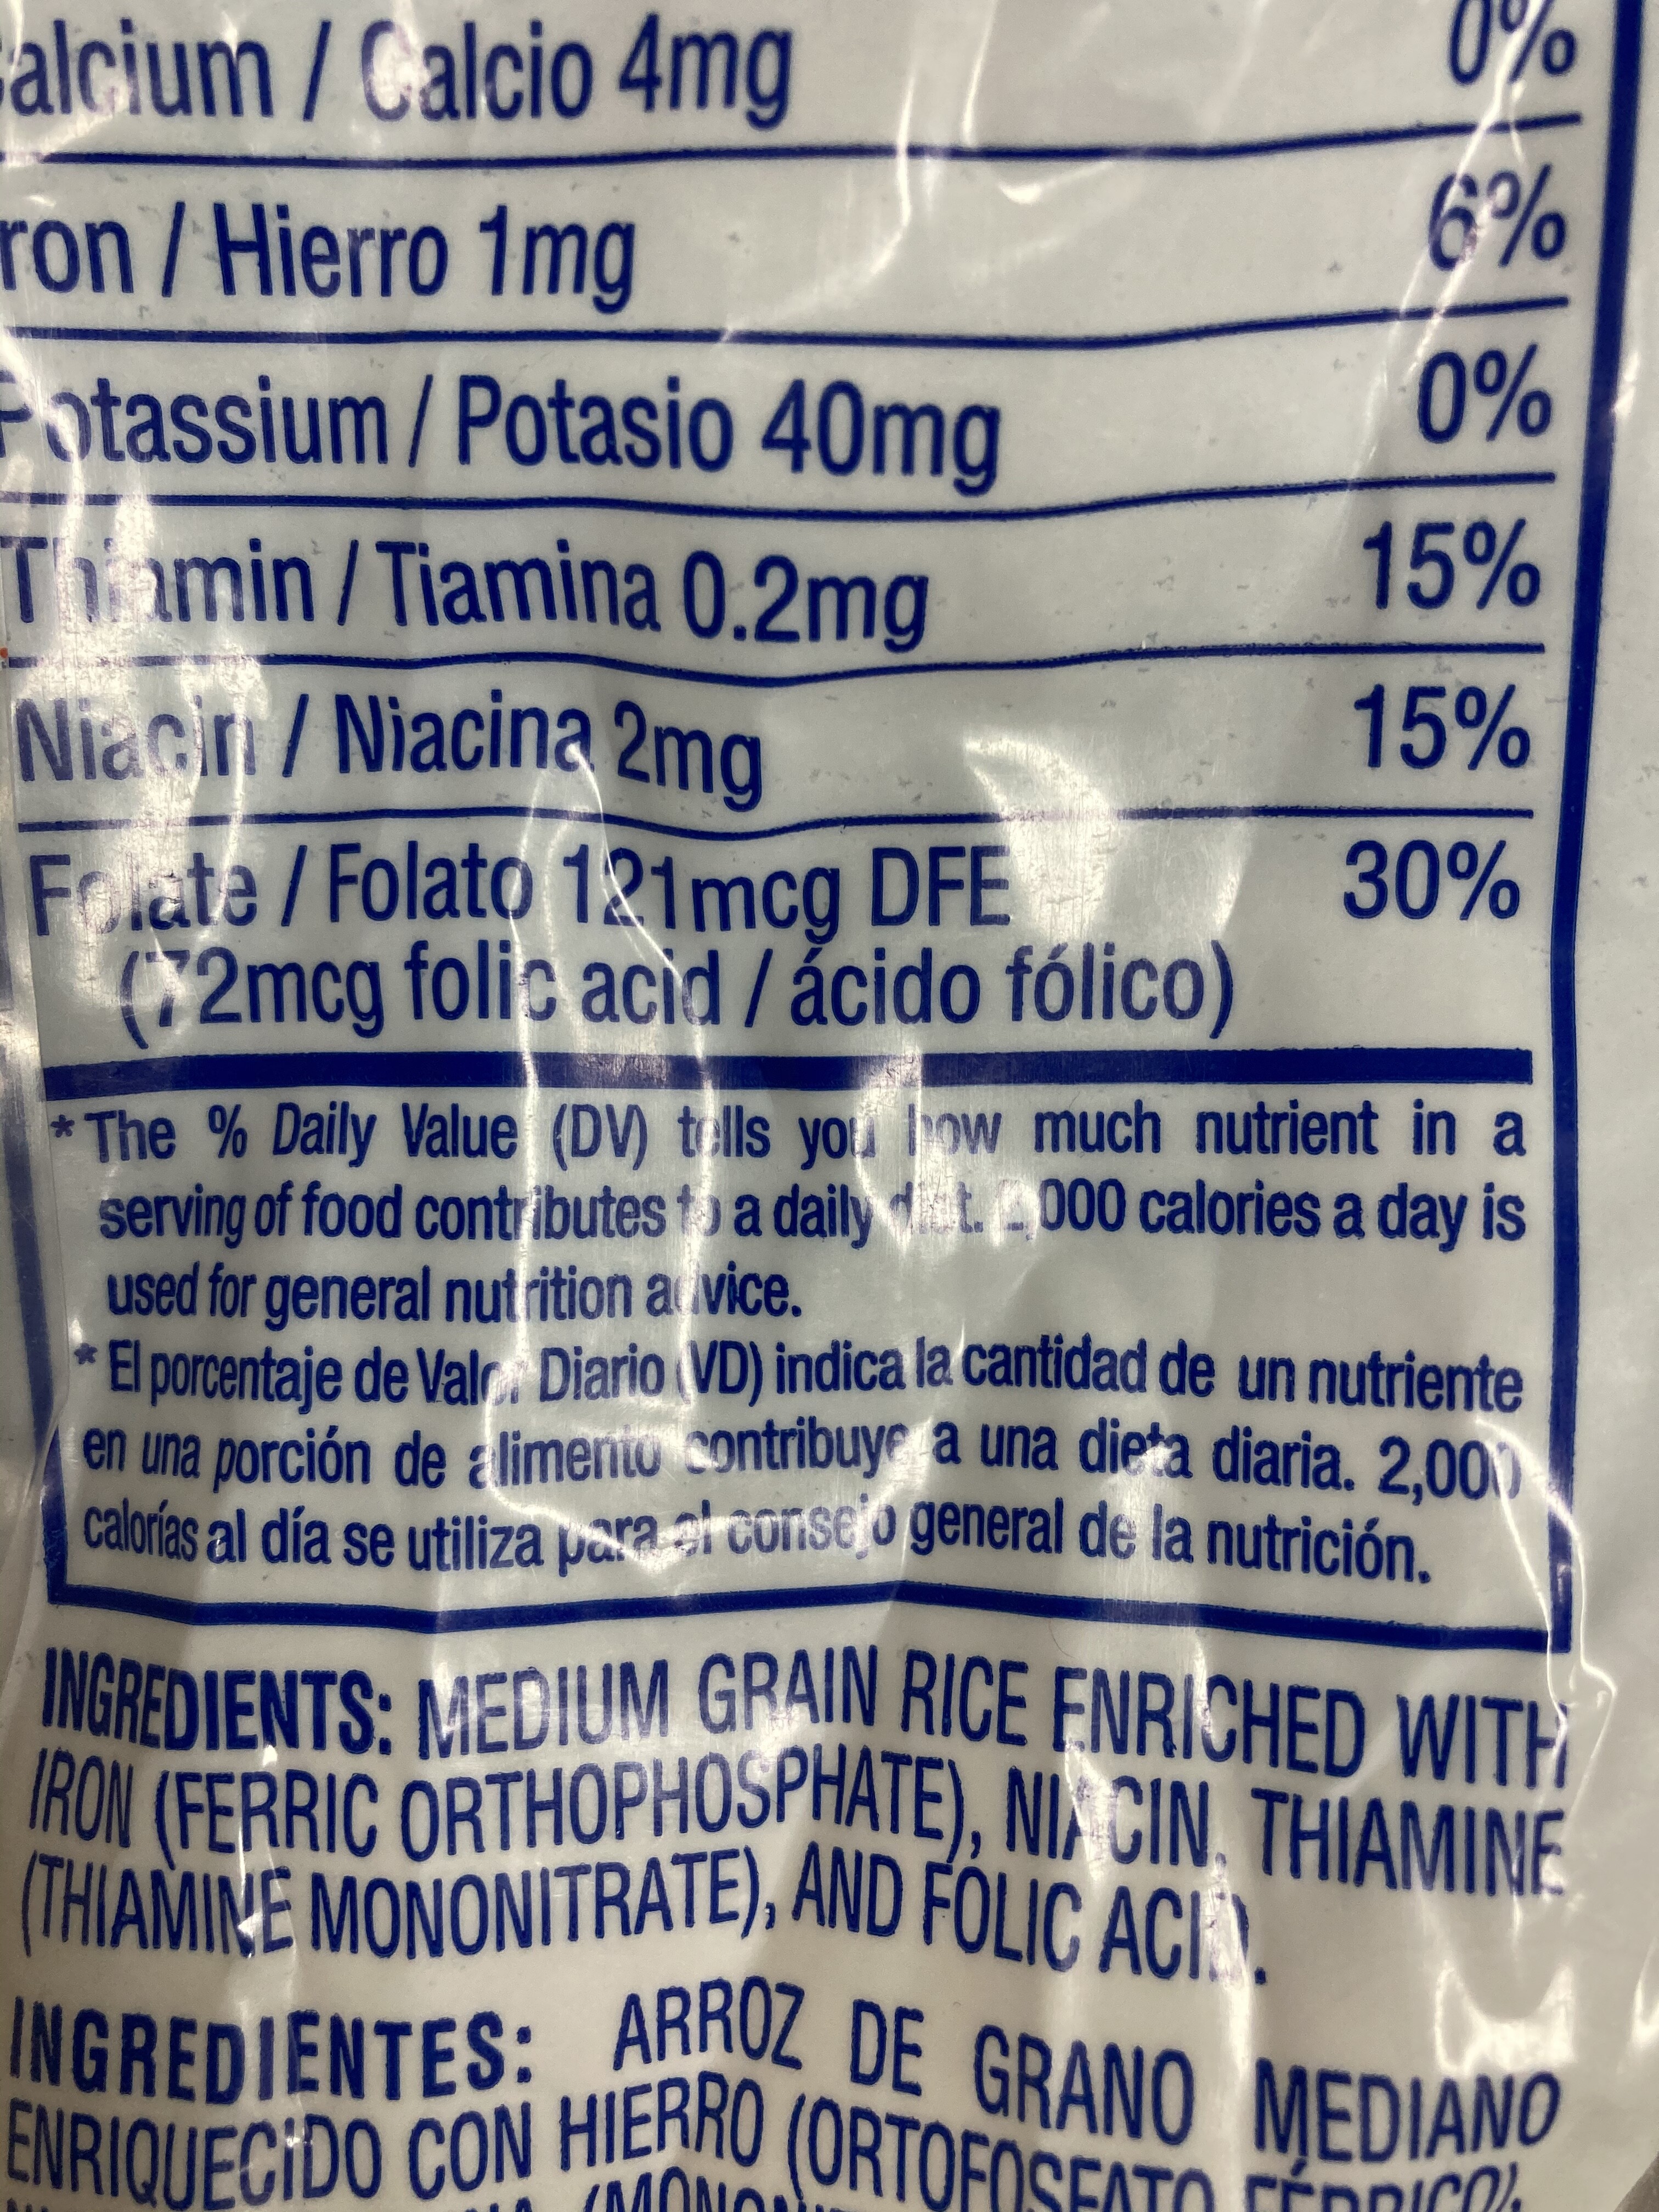 Calcium / Calcio 4mg 0%
Iron / Hierro 1mg 6%
Potassium / Potasio 40mg 0%
Thiamin / Tiamina 0.2mg 15%
Niacin / Niacina 2mg 15%
Folate / Folato 121mcg DFE 30%
(72mcg folic acid / ácido fólico)
* The % Daily Value (DV) tells you how much nutrient in a
serving of food contributes to a daily diet. 2,000 calories a day is
used for general nutrition advice.
* El porcentaje de Valor Diario (VD) indica la cantidad de un nutriente
en una porción de alimento contribuye a una dieta diaria. 2,000
calorías al día se utiliza para el consejo general de la nutrición.
INGREDIENTS: MEDIUM GRAIN RICE ENRICHED WITH
IRON (FERRIC ORTHOPHOSPHATE), NIACIN, THIAMINE
(THIAMINE MONONITRATE), AND FOLIC ACID.
INGREDIENTES: ARROZ DE GRANO MEDIANO
ENRIQUECIDO CON HIERRO (ORTOFOSFATO FÉRRICO),